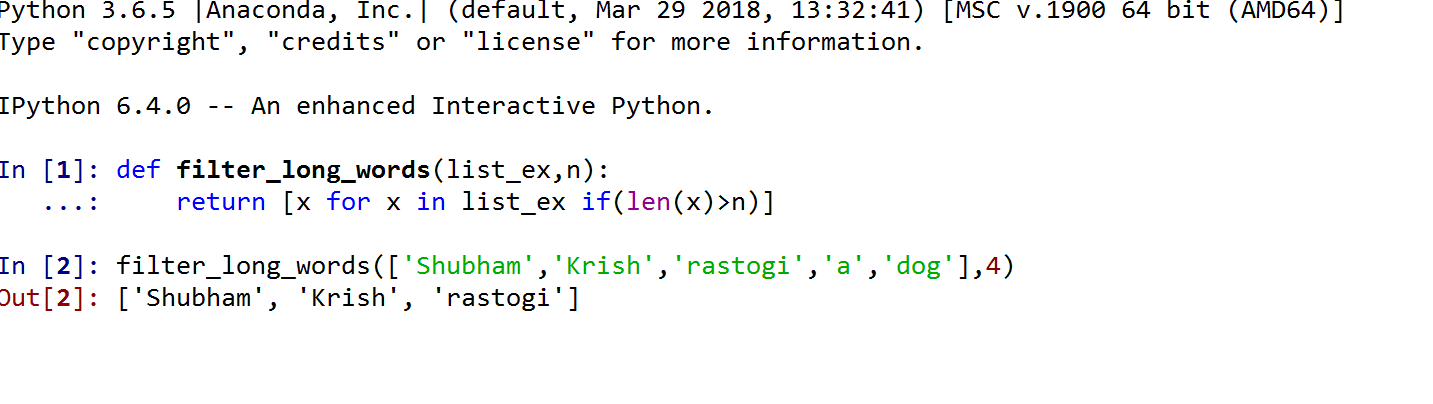 Python 3.6.5 |Anaconda, Inc.| (default, Mar 29 2018, 13:32:41) [MSC v.1900 64 bit (AMD64)]
Type "copyright", "credits" or "license" for more information.
IPython 6.4.0 -- An enhanced Interactive Python.
In [1]: def filter_long_words(list_ex,n):
   ...:     return [x for x in list_ex if(len(x)>n)]
In [2]: filter_long_words(['Shubham','Krish','rastogi','a','dog'],4)
Out[2]: ['Shubham', 'Krish', 'rastogi']